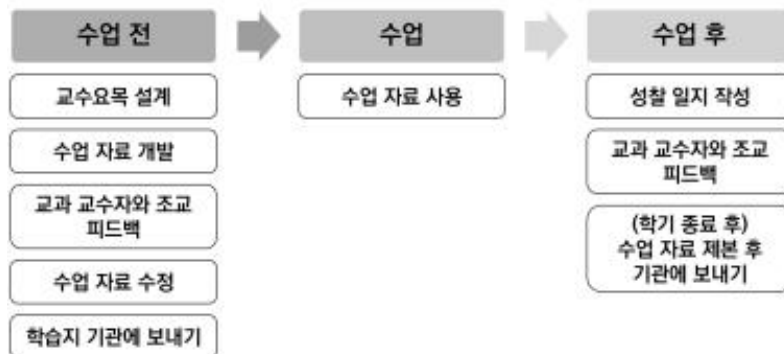 수업 전
교수요목 설계
수업 자료 개발
교과 교수자와 조교
피드백
수업 자료 수정
학습지 기관에 보내기
수업
수업 자료 사용
수업 후
성찰 일지 작성
교과 교수자와 조교
피드백
(학기 종료 후)
수업 자료 제본 후
기관에 보내기